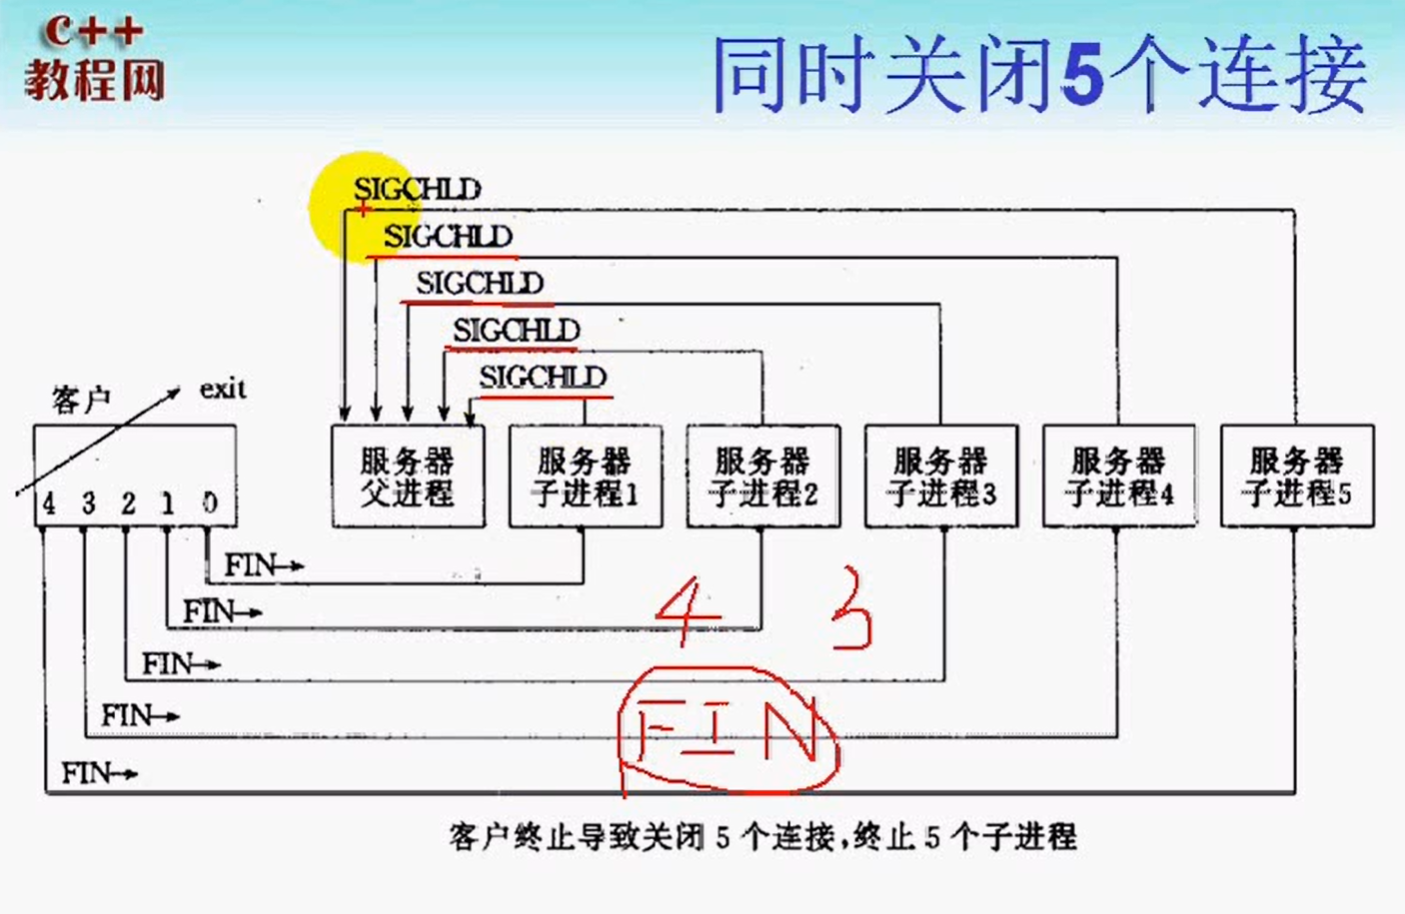 c++
教程网
同时关闭5个连接
SIGCHLD
SIGCHLD
SIGCHLD
SIGCHLD
SIGCHLD
客户
exit
4 3 2 1 0
服务器
父进程
服务器
子进程1
服务器
子进程2
服务器
子进程3
服务器
子进程4
服务器
子进程5
FIN
FIN
FIN
FIN
FIN
4 3
FIN
客户终止导致关闭 5 个连接,终止 5 个子进程